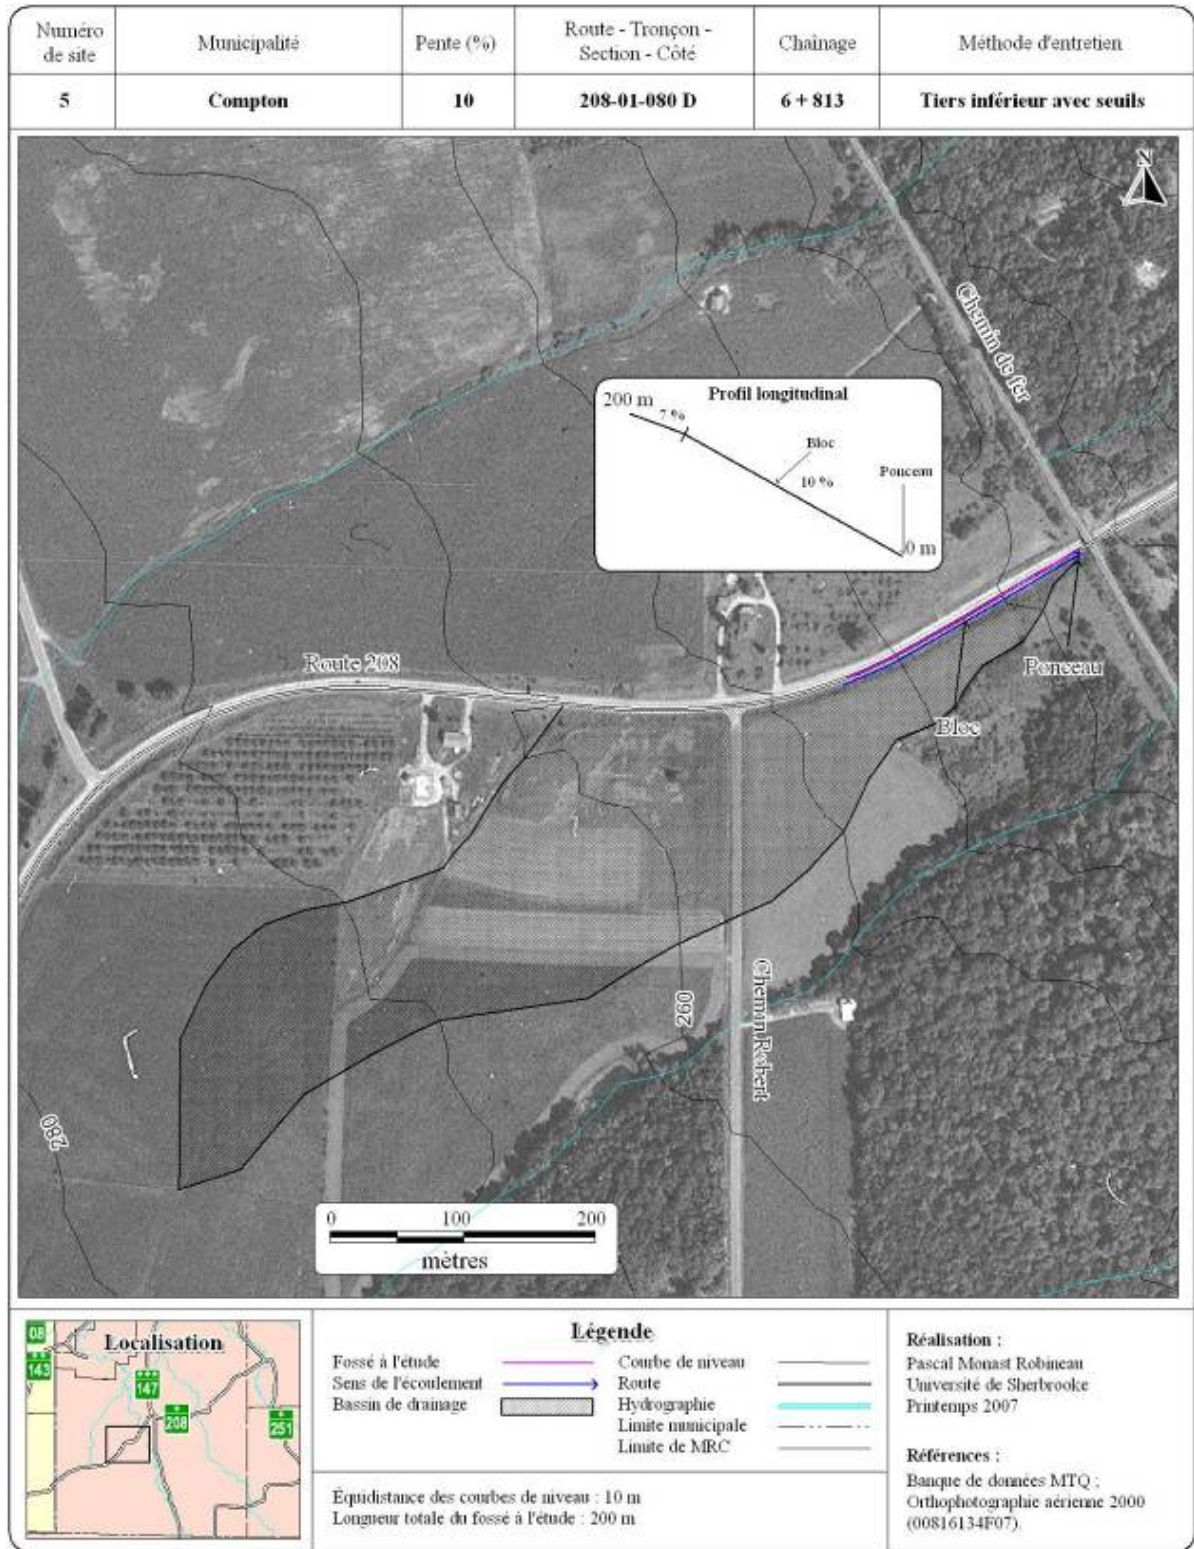 Numéro de site
Municipalité
Pente (%)
Route - Tronçon - Section - Côté
Chaînage
Méthode d'entretien
5
Compton
10
208-01-080 D
6 + 813
Tiers inférieur avec seuils
N
Chemin de fer
Profil longitudinal
200 m
7 %
Bloc
10 %
Ponceau
0 m
Route 208
Ponceau
Bloc
260
Chemin Robert
280
0 100 200
mètres
Localisation
08
143
147
208
251
Légende
Fossé à l'étude
Sens de l'écoulement
Bassin de drainage
Courbe de niveau
Route
Hydrographie
Limite municipale
Limite de MRC
Équidistance des courbes de niveau : 10 m
Longueur totale du fossé à l'étude : 200 m
Réalisation :
Pascal Monast Robineau
Université de Sherbrooke
Printemps 2007
Références :
Banque de données MTQ ;
Orthophotographie aérienne 2000
(00816134F07).